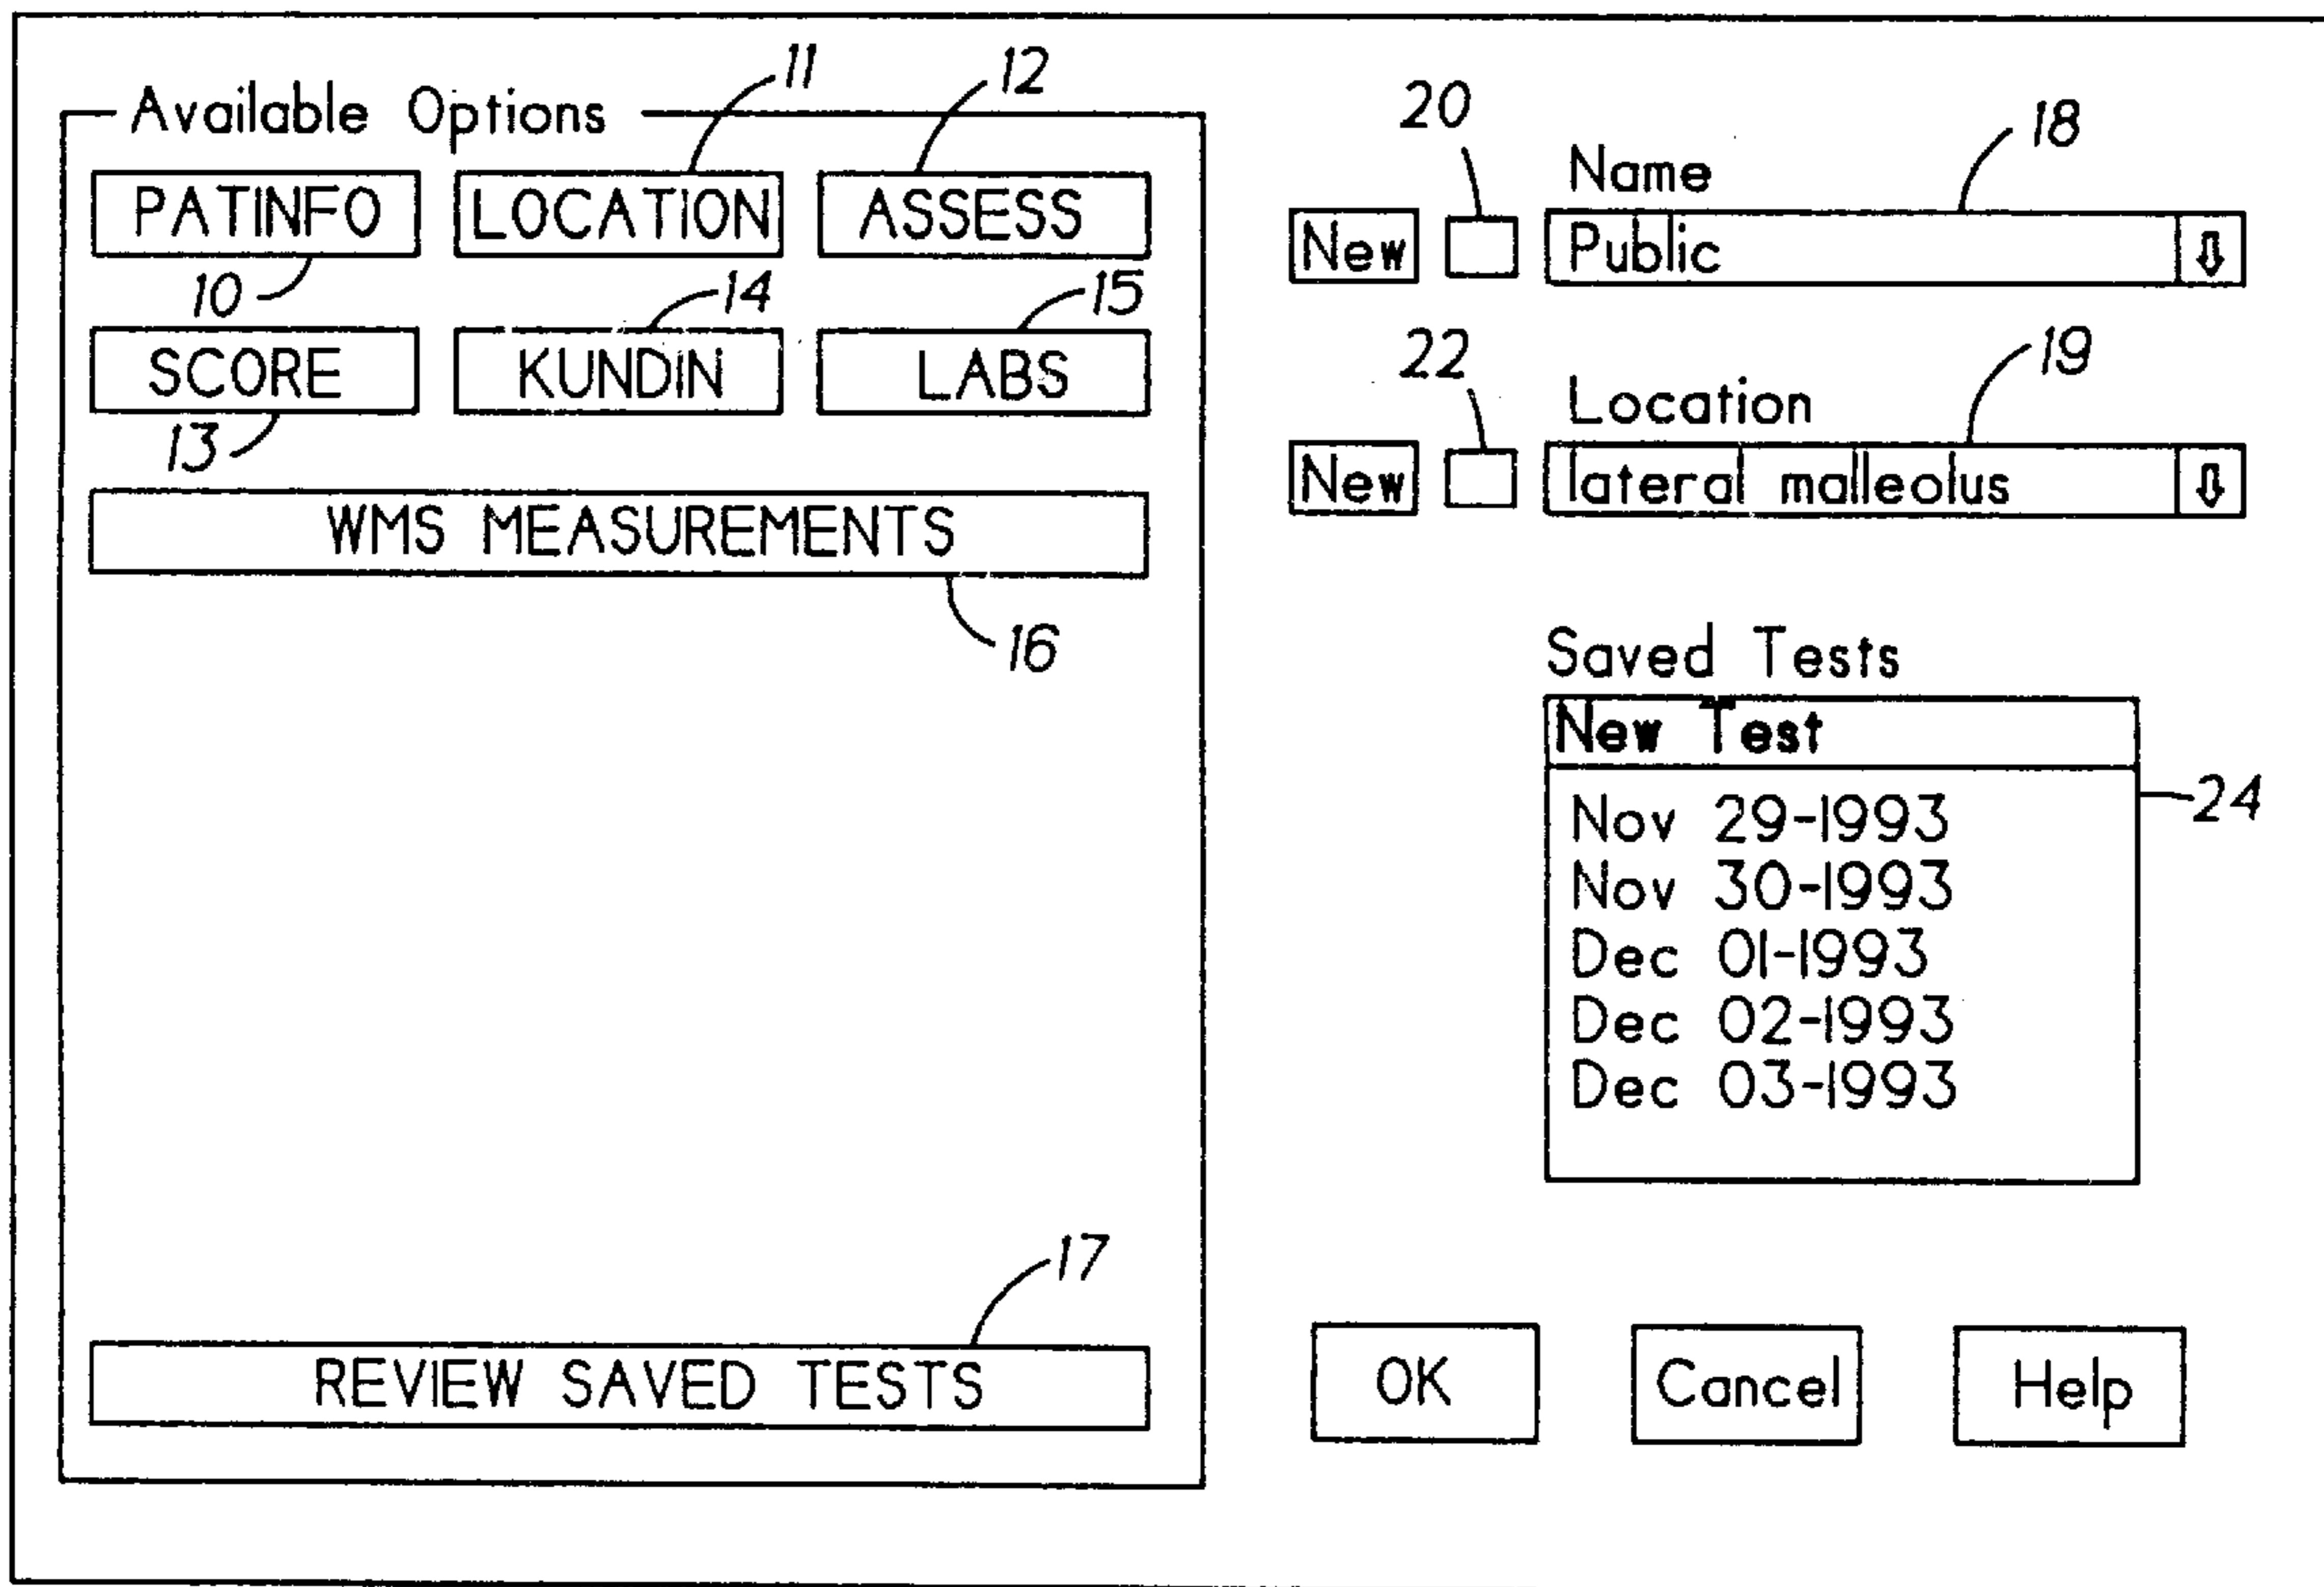 Available Options
11
12
PATINFO
LOCATION
ASSESS
10
14
15
SCORE
KUNDIN
LABS
13
WMS MEASUREMENTS
16
17
REVIEW SAVED TESTS
20
18
Name
New
Public
22
19
Location
New
lateral malleolus
Saved Tests
New Test
24
Nov 29-1993
Nov 30-1993
Dec 01-1993
Dec 02-1993
Dec 03-1993
OK
Cancel
Help